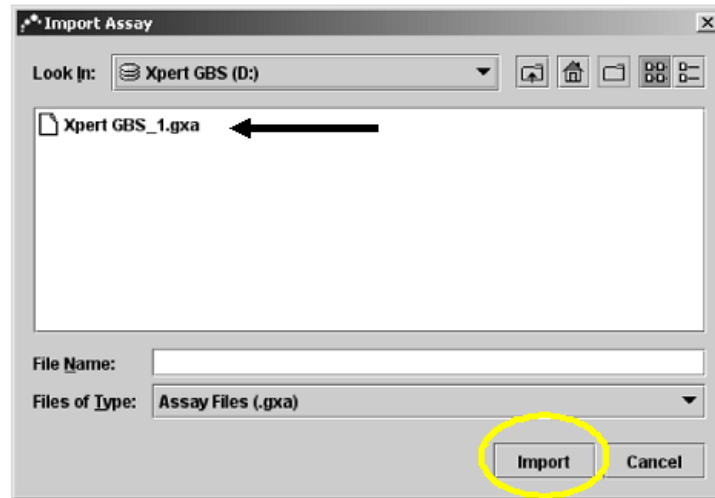 Import Assay
Look In: Xpert GBS (D:)
Xpert GBS_1.gxa
File Name:
Files of Type: Assay Files (.gxa)
Import Cancel